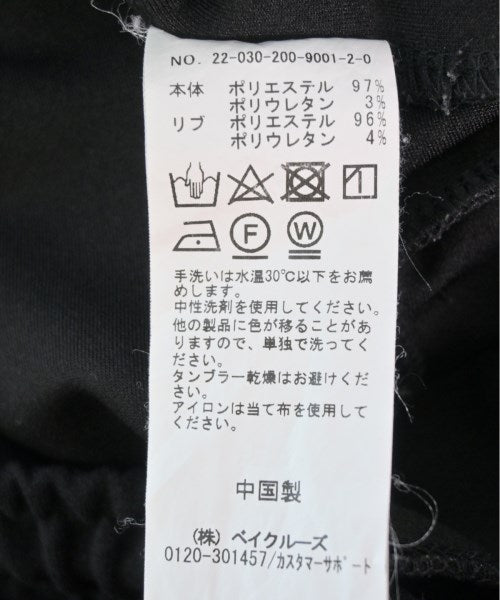 NO. 22-030-200-9001-2-0
本体 ポリエステル 97%
ポリウレタン 3%
リブ ポリエステル 96%
ポリウレタン 4%
F W
手洗いは水温30℃以下をお薦
めします。
中性洗剤を使用してください。
他の製品に色が移ることがあ
りますので、単独で洗ってく
ださい。
タンブラー乾燥はお避けくだ
さい。
アイロンは当て布を使用して
ください。
中国製
(株) ベイクルーズ
0120-301457/カスタマーサポート